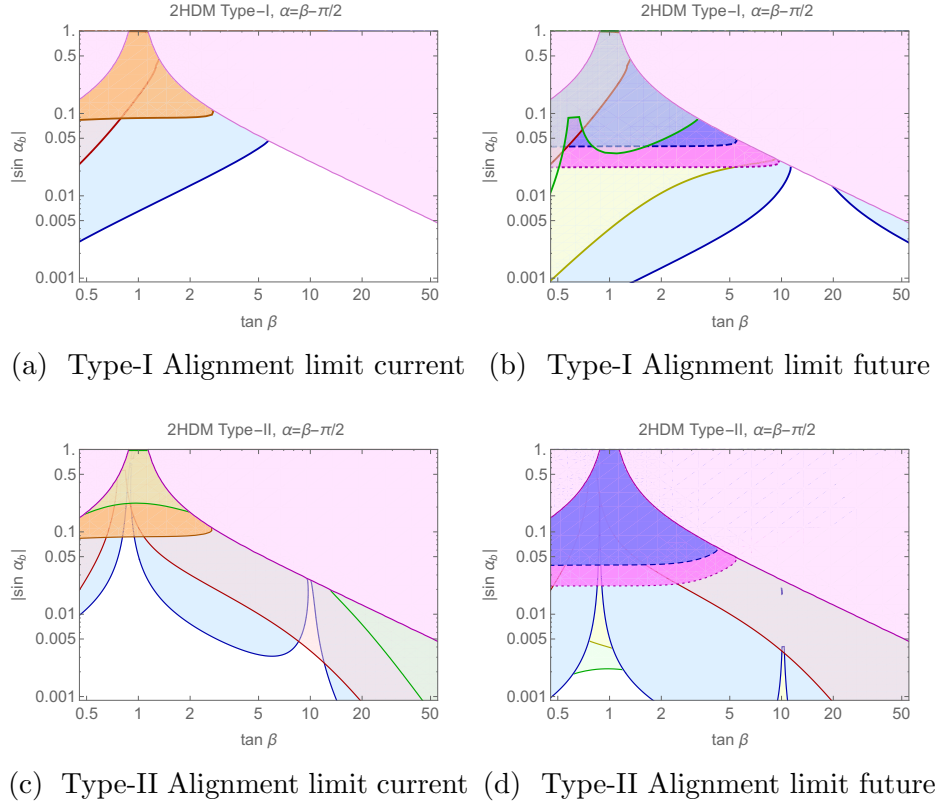 2HDM Type-I, α=β-π/2
2HDM Type-I, α=β-π/2
|sin α_b|
1.
0.5
0.1
0.05
0.01
0.005
0.001
0.5 1 2 5 10 20 50
tan β
|sin α_b|
1.
0.5
0.1
0.05
0.01
0.005
0.001
0.5 1 2 5 10 20 50
tan β
(a) Type-I Alignment limit current
(b) Type-I Alignment limit future
2HDM Type-II, α=β-π/2
2HDM Type-II, α=β-π/2
|sin α_b|
1.
0.5
0.1
0.05
0.01
0.005
0.001
0.5 1 2 5 10 20 50
tan β
|sin α_b|
1.
0.5
0.1
0.05
0.01
0.005
0.001
0.5 1 2 5 10 20 50
tan β
(c) Type-II Alignment limit current
(d) Type-II Alignment limit future